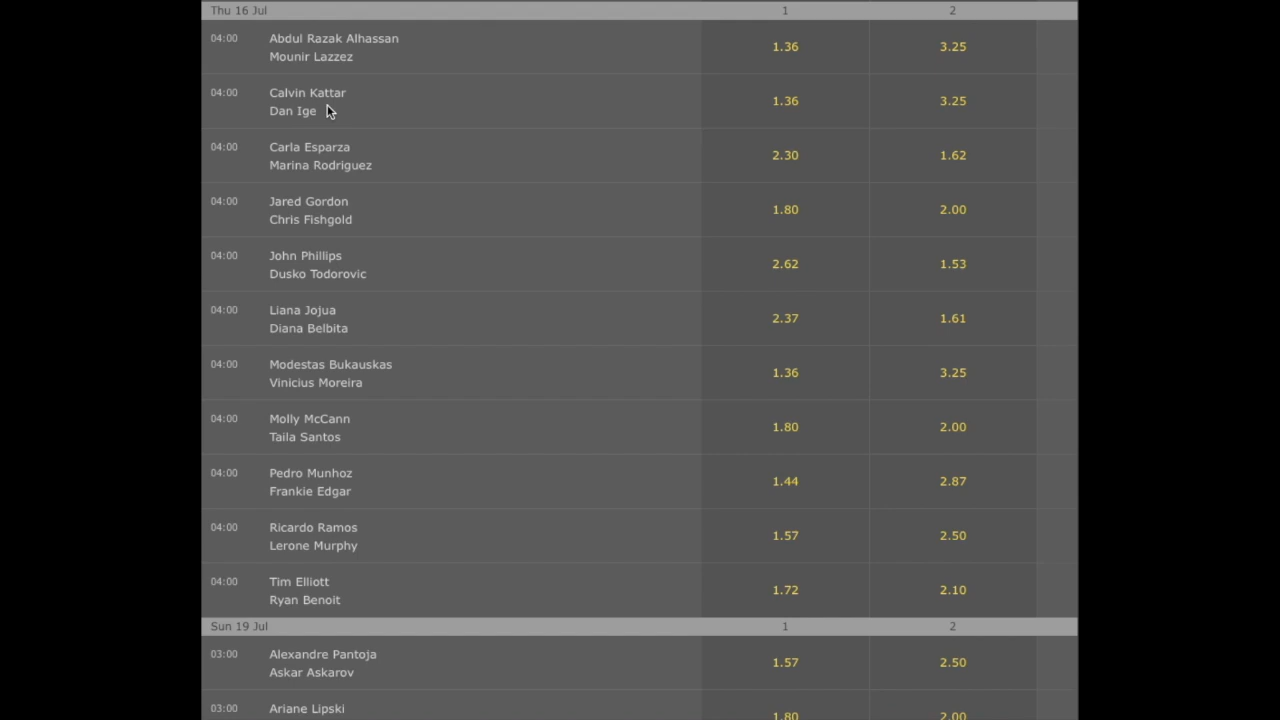 Thu 16 Jul 1 2
04:00 Abdul Razak Alhassan 1.36 3.25
Mounir Lazzez
04:00 Calvin Kattar 1.36 3.25
Dan Ige
04:00 Carla Esparza 2.30 1.62
Marina Rodriguez
04:00 Jared Gordon 1.80 2.00
Chris Fishgold
04:00 John Phillips 2.62 1.53
Dusko Todorovic
04:00 Liana Jojua 2.37 1.61
Diana Belbita
04:00 Modestas Bukauskas 1.36 3.25
Vinicius Moreira
04:00 Molly McCann 1.80 2.00
Taila Santos
04:00 Pedro Munhoz 1.44 2.87
Frankie Edgar
04:00 Ricardo Ramos 1.57 2.50
Lerone Murphy
04:00 Tim Elliott 1.72 2.10
Ryan Benoit
Sun 19 Jul 1 2
03:00 Alexandre Pantoja 1.57 2.50
Askar Askarov
03:00 Ariane Lipski 1.80 2.00